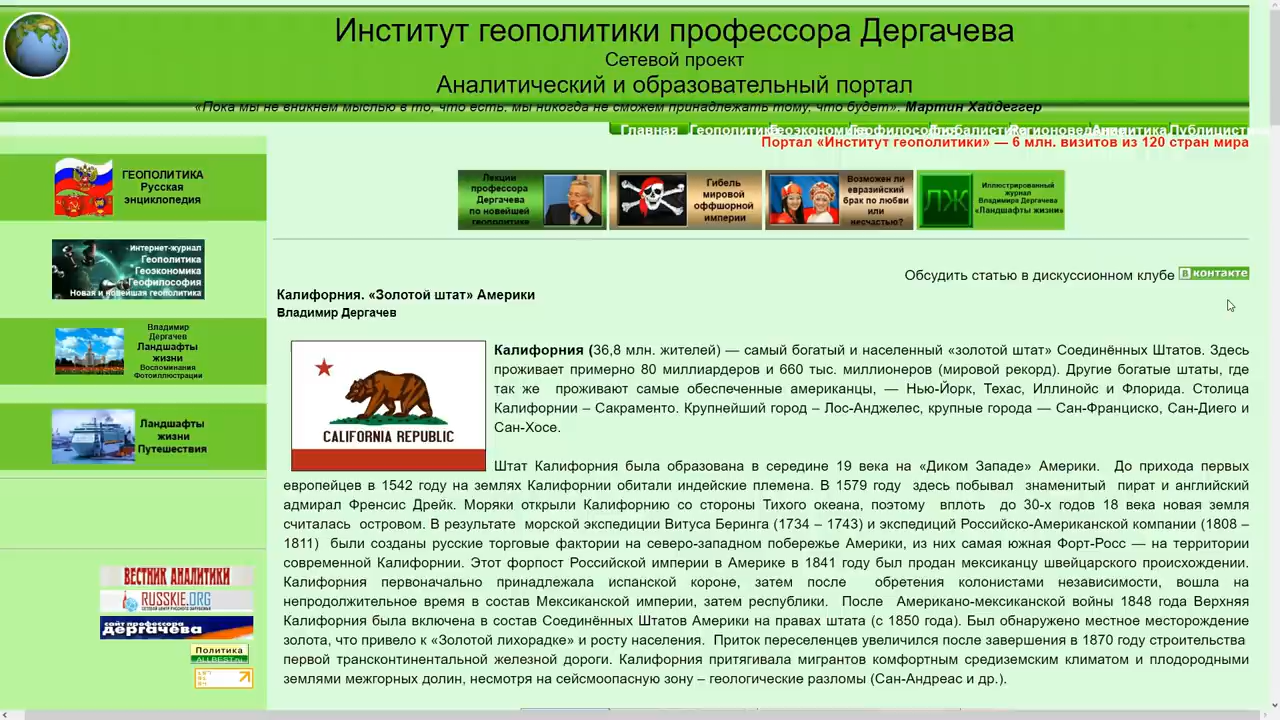 Институт геополитики профессора Дергачева
Сетевой проект
Аналитический и образовательный портал
«Пока мы не вникнем мыслью в то, что есть, мы никогда не сможем принадлежать тому, что будет». Мартин Хайдеггер
Главная
Портал «Институт геополитики» — 6 млн. визитов из 120 стран мира
ГЕОПОЛИТИКА
Русская
энциклопедия
Интернет-журнал
Геополитика
Геоэкономика
Геофилософия
Новая и новейшая геополитика
Владимир
Дергачев
Ландшафты
жизни
Воспоминания
Фотоиллюстрации
Ландшафты
жизни
Путешествия
ВЕСТНИК АНАЛИТИКИ
RUSSKIE.ORG
сайт профессора
дергачева
Политика
ALLBEST.ru
Лекции
профессора
Дергачева
по новейшей
геополитике
Гибель
мировой
оффшорной
империи
Возможен ли
евразийский
брак по любви
или
несчастью?
ЛЖ
Иллюстрированный
журнал
Владимира Дергачева
«Ландшафты жизни»
Обсудить статью в дискуссионном клубе В контакте
Калифорния. «Золотой штат» Америки
Владимир Дергачев
CALIFORNIA REPUBLIC
Калифорния (36,8 млн. жителей) — самый богатый и населенный «золотой штат» Соединённых Штатов. Здесь
проживает примерно 80 миллиардеров и 660 тыс. миллионеров (мировой рекорд). Другие богатые штаты, где
так же проживают самые обеспеченные американцы, — Нью-Йорк, Техас, Иллинойс и Флорида. Столица
Калифорнии – Сакраменто. Крупнейший город – Лос-Анджелес, крупные города — Сан-Франциско, Сан-Диего и
Сан-Хосе.
Штат Калифорния была образована в середине 19 века на «Диком Западе» Америки. До прихода первых
европейцев в 1542 году на землях Калифорнии обитали индейские племена. В 1579 году здесь побывал знаменитый пират и английский
адмирал Френсис Дрейк. Моряки открыли Калифорнию со стороны Тихого океана, поэтому вплоть до 30-х годов 18 века новая земля
считалась островом. В результате морской экспедиции Витуса Беринга (1734 – 1743) и экспедиций Российско-Американской компании (1808 –
1811) были созданы русские торговые фактории на северо-западном побережье Америки, из них самая южная Форт-Росс — на территории
современной Калифорнии. Этот форпост Российской империи в Америке в 1841 году был продан мексиканцу швейцарского происхождении.
Калифорния первоначально принадлежала испанской короне, затем после обретения колонистами независимости, вошла на
непродолжительное время в состав Мексиканской империи, затем республики. После Американо-мексиканской войны 1848 года Верхняя
Калифорния была включена в состав Соединённых Штатов Америки на правах штата (с 1850 года). Был обнаружено местное месторождение
золота, что привело к «Золотой лихорадке» и росту населения. Приток переселенцев увеличился после завершения в 1870 году строительства
первой трансконтинентальной железной дороги. Калифорния притягивала мигрантов комфортным средиземским климатом и плодородными
землями межгорных долин, несмотря на сейсмоопасную зону – геологические разломы (Сан-Андреас и др.).